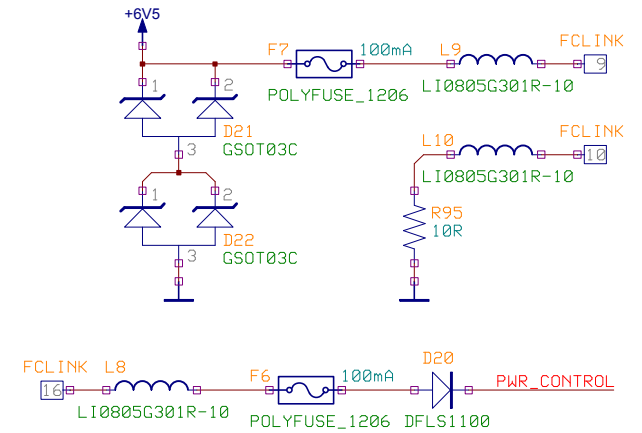 +6V5
F7 100mA L9 FCLINK
9
POLYFUSE_1206 LI0805G301R-10
1 2
D21
GSOT03C
3
L10 FCLINK
10
LI0805G301R-10
1 2
R95
10R
D22
GSOT03C
3
FCLINK L8 F6 100mA D20
16
PWR_CONTROL
LI0805G301R-10 POLYFUSE_1206 DFLS1100